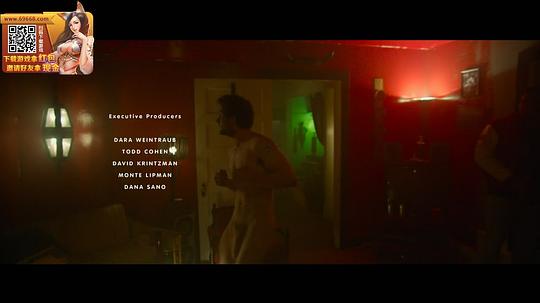 www.69668.com
下载游戏拿红包
邀请好友拿现金
Executive Producers
DARA WEINTRAUB
TODD COHEN
DAVID KRINTZMAN
MONTE LIPMAN
DANA SANO